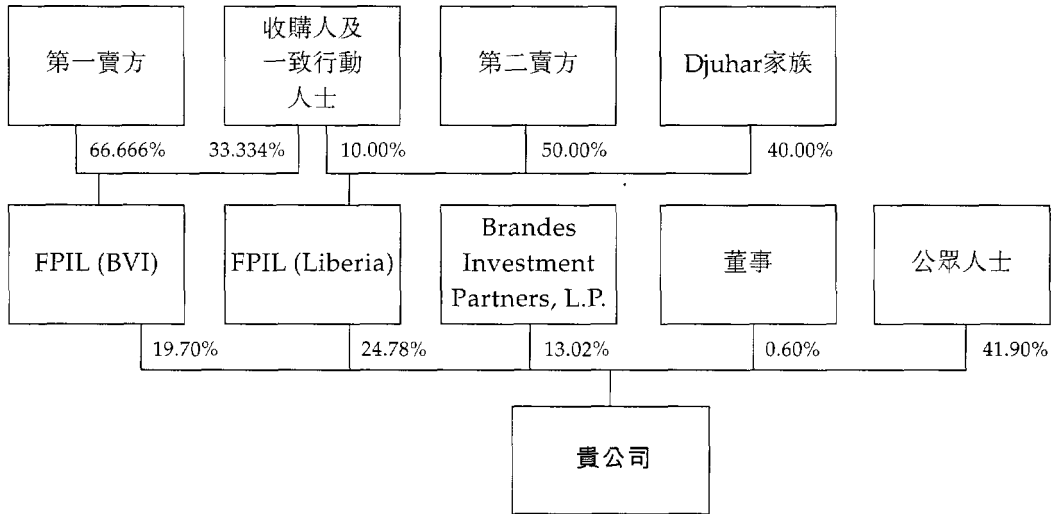 第一賣方
收購人及
一致行動
人士
第二賣方
Djuhar家族
66.666%
33.334%
10.00%
50.00%
40.00%
FPIL (BVI)
FPIL (Liberia)
Brandes
Investment
Partners, L.P.
董事
公眾人士
19.70%
24.78%
13.02%
0.60%
41.90%
貴公司